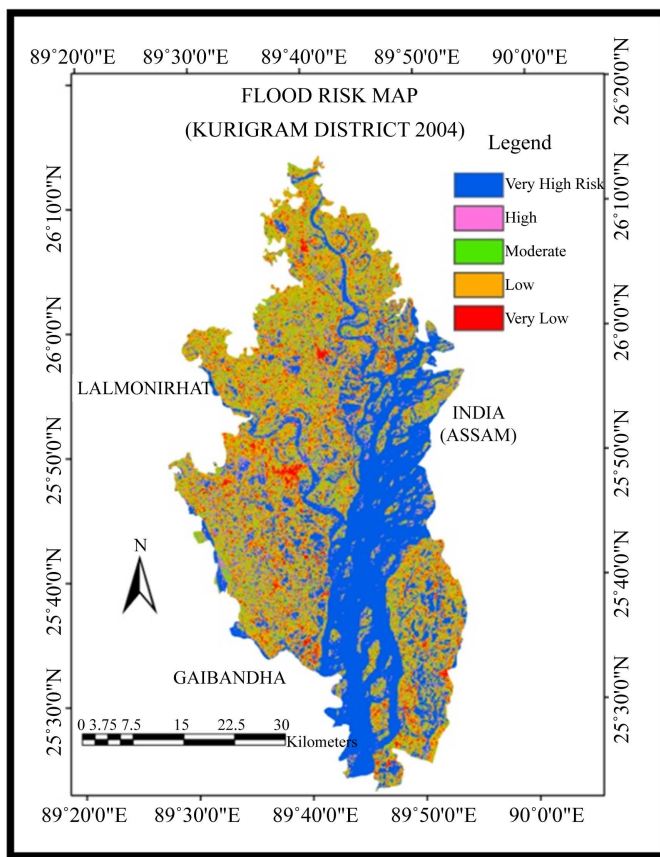 89°20'0"E 89°30'0"E 89°40'0"E 89°50'0"E 90°0'0"E
FLOOD RISK MAP
(KURIGRAM DISTRICT 2004)
Legend
Very High Risk
High
Moderate
Low
Very Low
26°10'0"N
26°0'0"N
25°50'0"N
25°40'0"N
25°30'0"N
26°20'0"N
26°10'0"N
26°0'0"N
25°50'0"N
25°40'0"N
25°30'0"N
LALMONIRHAT
INDIA
(ASSAM)
N
GAIBANDHA
0 3.75 7.5 15 22.5 30
Kilometers
89°20'0"E 89°30'0"E 89°40'0"E 89°50'0"E 90°0'0"E